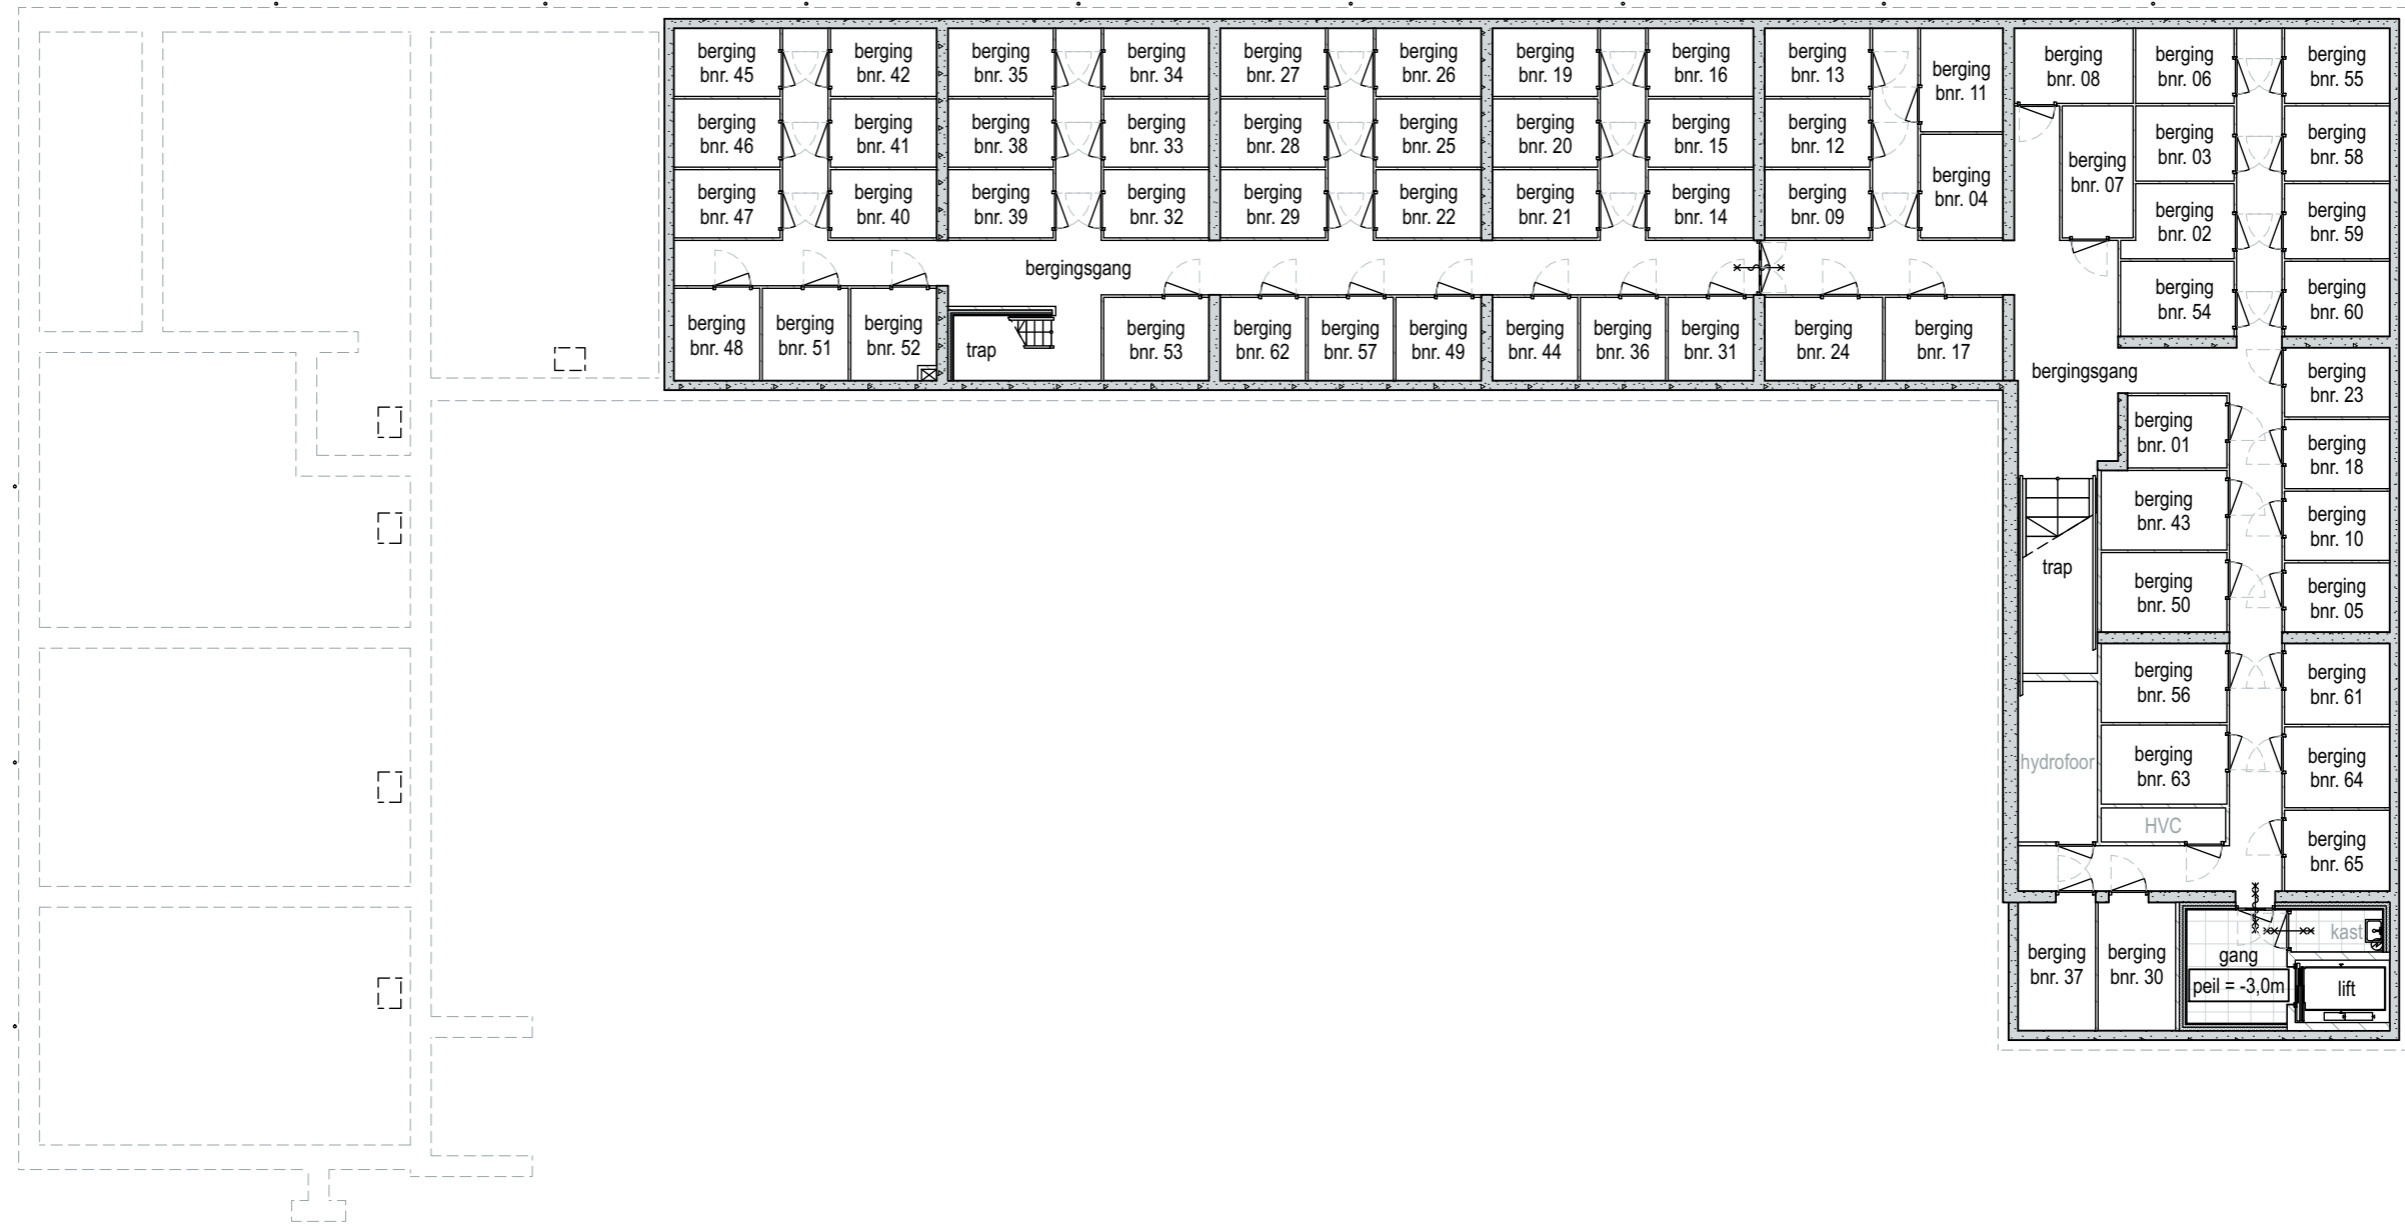 berging
bnr. 45
berging
bnr. 42
berging
bnr. 35
berging
bnr. 34
berging
bnr. 27
berging
bnr. 26
berging
bnr. 19
berging
bnr. 16
berging
bnr. 13
berging
bnr. 11
berging
bnr. 08
berging
bnr. 06
berging
bnr. 55
berging
bnr. 46
berging
bnr. 41
berging
bnr. 38
berging
bnr. 33
berging
bnr. 28
berging
bnr. 25
berging
bnr. 20
berging
bnr. 15
berging
bnr. 12
berging
bnr. 03
berging
bnr. 58
berging
bnr. 07
berging
bnr. 47
berging
bnr. 40
berging
bnr. 39
berging
bnr. 32
berging
bnr. 29
berging
bnr. 22
berging
bnr. 21
berging
bnr. 14
berging
bnr. 09
berging
bnr. 04
berging
bnr. 02
berging
bnr. 59
bergingsgang
berging
bnr. 54
berging
bnr. 60
berging
bnr. 48
berging
bnr. 51
berging
bnr. 52
trap
berging
bnr. 53
berging
bnr. 62
berging
bnr. 57
berging
bnr. 49
berging
bnr. 44
berging
bnr. 36
berging
bnr. 31
berging
bnr. 24
berging
bnr. 17
bergingsgang
berging
bnr. 23
berging
bnr. 01
berging
bnr. 18
berging
bnr. 43
berging
bnr. 10
trap
berging
bnr. 50
berging
bnr. 05
berging
bnr. 56
berging
bnr. 61
hydrofoor
berging
bnr. 63
berging
bnr. 64
HVC
berging
bnr. 65
berging
bnr. 37
berging
bnr. 30
gang
peil = -3,0m
kast
lift